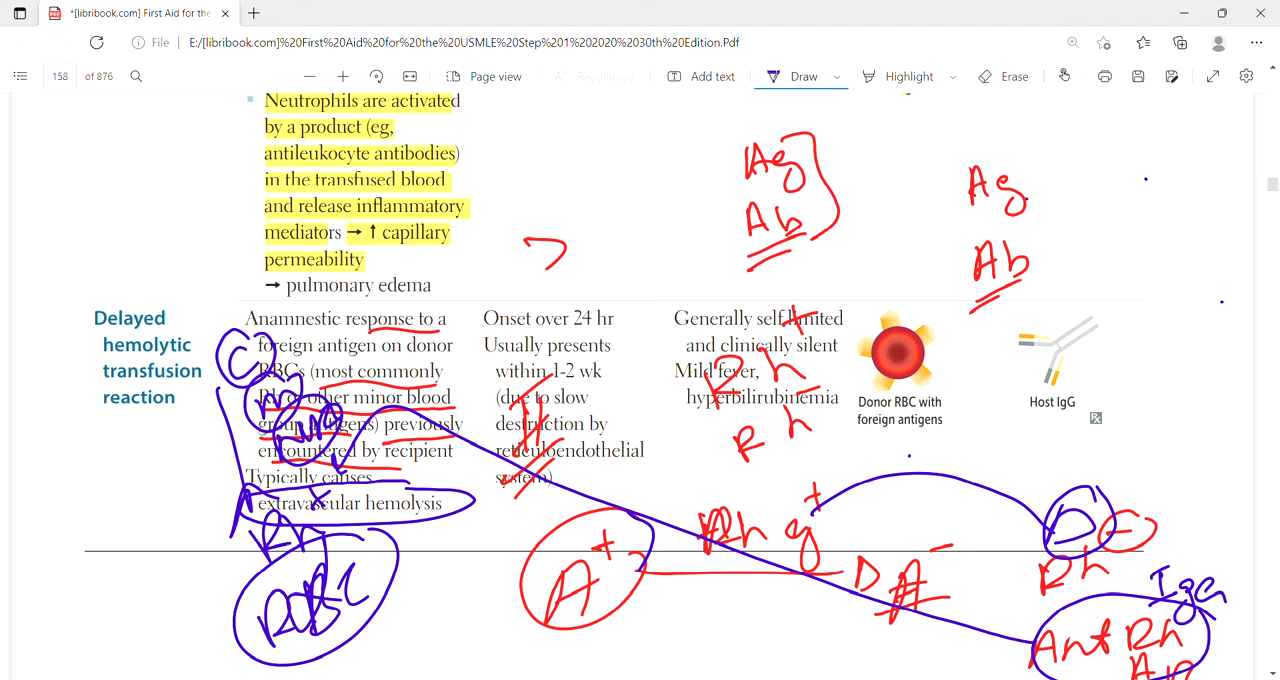 *[libribook.com] First Aid for the
File E:/[libribook.com]%20First%20Aid%20for%20the%20USMLE%20Step%201%202020%2030th%20Edition.Pdf
158 of 876 Page view Read aloud Add text Draw Highlight Erase
Neutrophils are activated
by a product (eg,
antileukocyte antibodies)
in the transfused blood
and release inflammatory
mediators → ↑ capillary
permeability
→ pulmonary edema
Ag
Ab
Ag
Ab
Delayed
hemolytic
transfusion
reaction
Anamnestic response to a
foreign antigen on donor
RBCs (most commonly
Rh or other minor blood
group antigens) previously
encountered by recipient
Typically causes
extravascular hemolysis
Onset over 24 hr
Usually presents
within 1-2 wk
(due to slow
destruction by
reticuloendothelial
system)
Generally self limited
and clinically silent
Mild fever,
hyperbilirubinemia
Rh +
Rh −
Donor RBC with
foreign antigens
Host IgG
Rx
A+
Rh
D
D −
Rh
Ant Rh